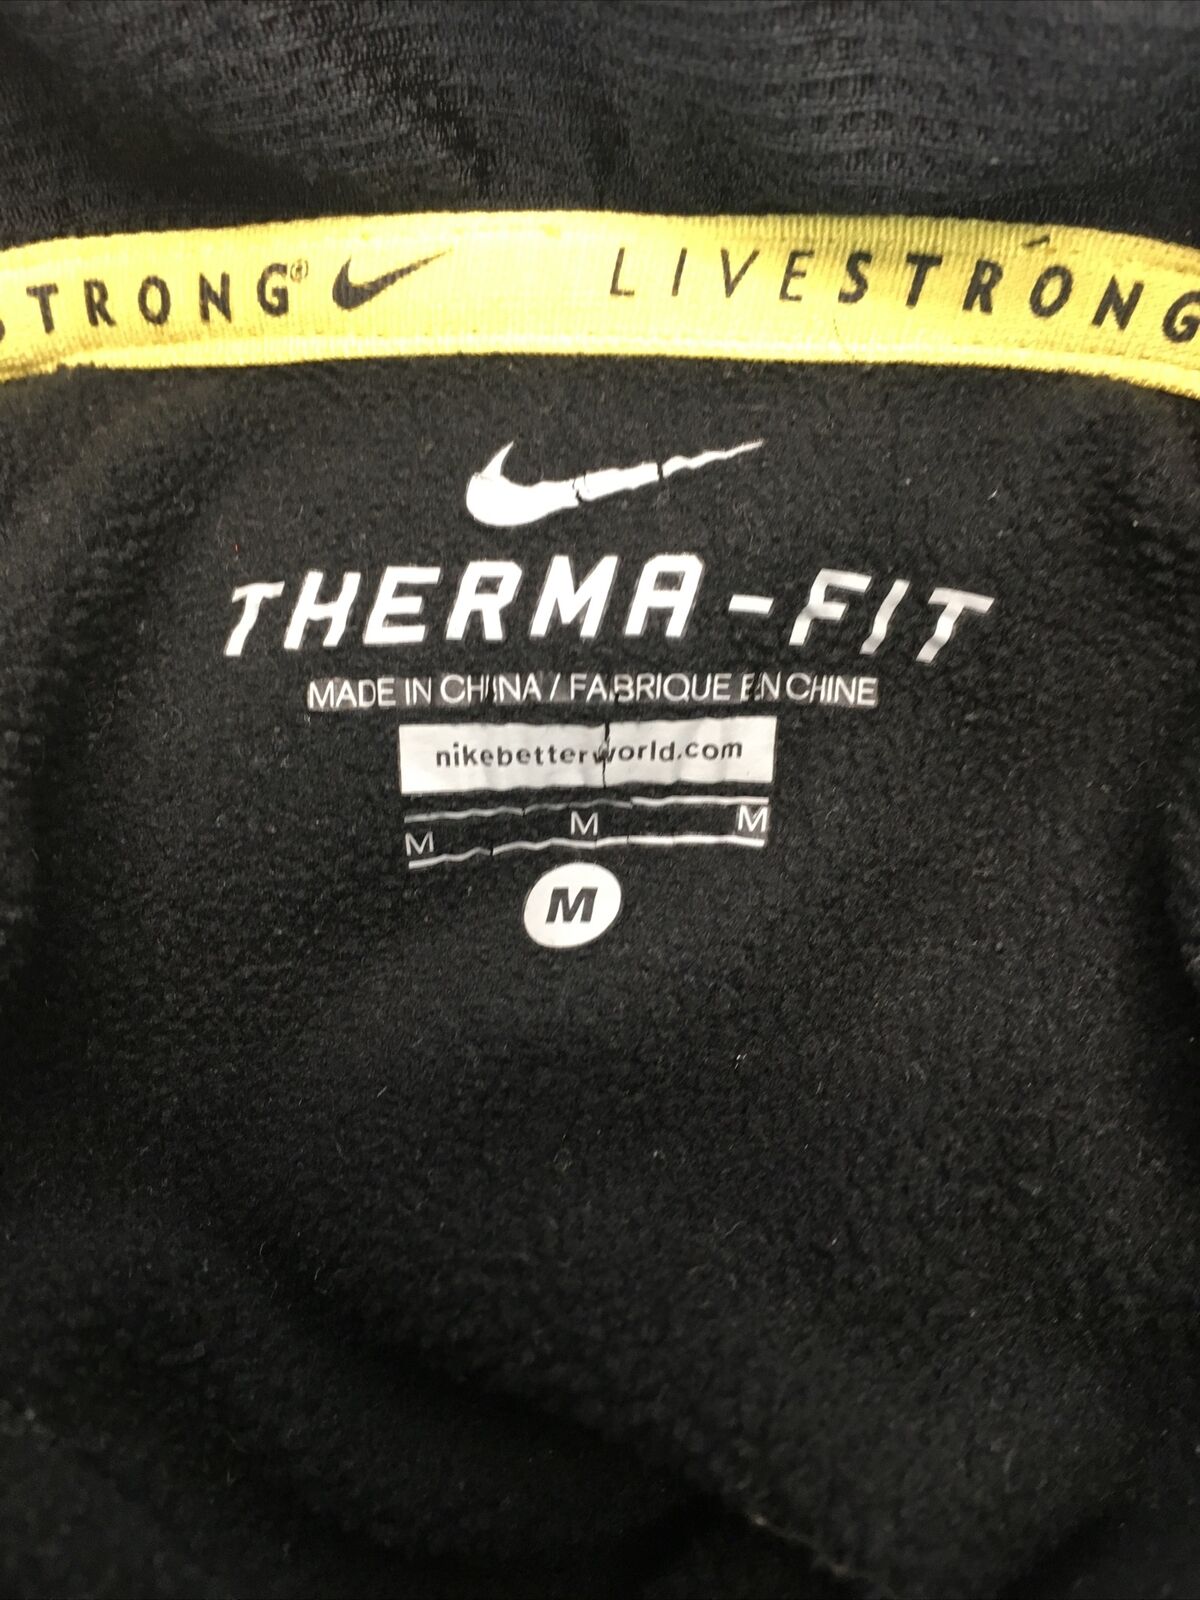 STRONG® LIVESTRONG
THERMA-FIT
MADE IN CHINA / FABRIQUE EN CHINE
nikebetterworld.com
M M M
M